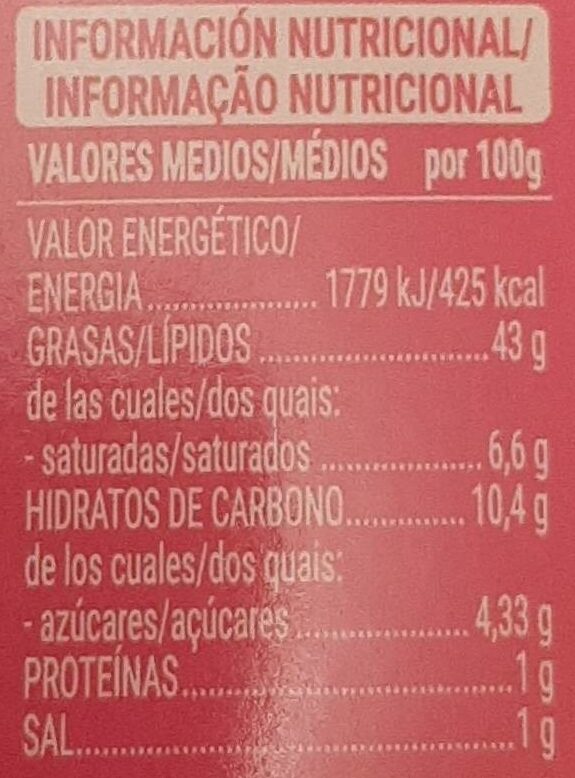 INFORMACIÓN NUTRICIONAL/
INFORMAÇÃO NUTRICIONAL
VALORES MEDIOS/MÉDIOS por 100g
VALOR ENERGÉTICO/
ENERGIA................... 1779 kJ/425 kcal
GRASAS/LÍPIDOS ......................... 43 g
de las cuales/dos quais:
- saturadas/saturados ................. 6,6 g
HIDRATOS DE CARBONO............. 10,4 g
de los cuales/dos quais:
- azúcares/açúcares................... 4,33 g
PROTEÍNAS................................... 1 g
SAL............................................... 1 g